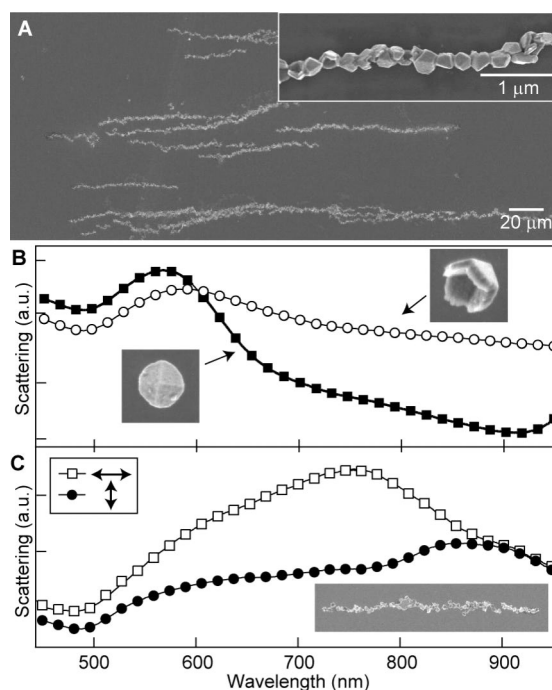 A
1 μm
20 μm
B
Scattering (a.u.)
C
Scattering (a.u.)
500 600 700 800 900
Wavelength (nm)